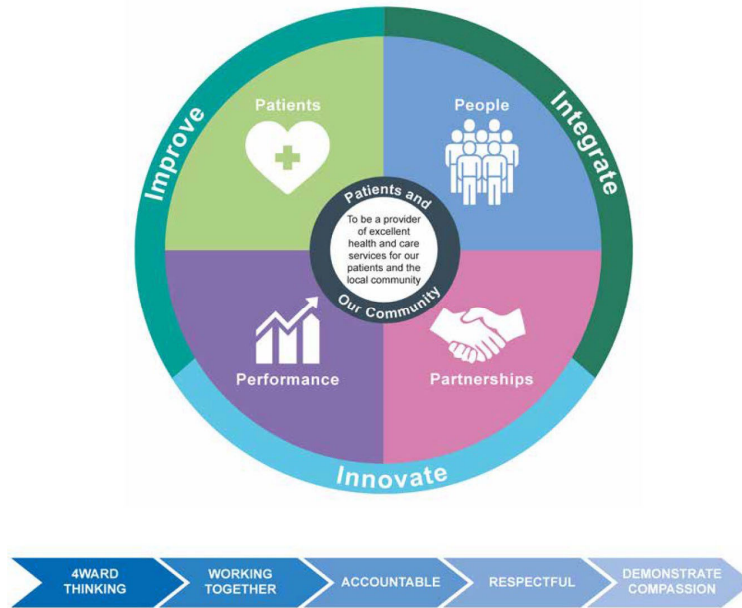 Improve
Integrate
Patients
People
Patients and
To be a provider
of excellent
health and care
services for our
patients and the
local community
Our Community
Performance
Partnerships
Innovate
4WARD
THINKING
WORKING
TOGETHER
ACCOUNTABLE
RESPECTFUL
DEMONSTRATE
COMPASSION